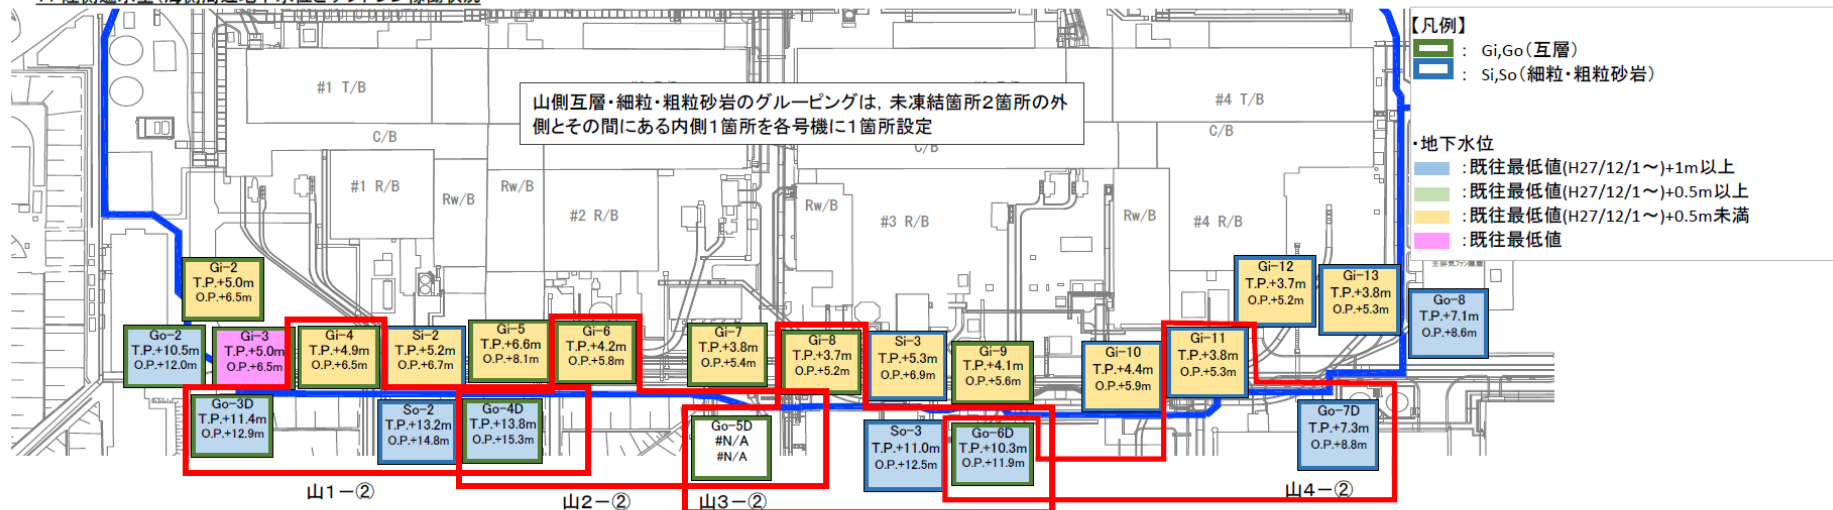 #1 T/B
#4 T/B
山側互層・細粒・粗粒砂岩のグルーピングは，未凍結箇所２箇所の外
側とその間にある内側１箇所を各号機に１箇所設定
C/B
C/B
C/B
#1 R/B
Rw/B
Rw/B
#2 R/B
Rw/B
#3 R/B
Rw/B
#4 R/B
【凡例】
： Gi,Go（互層）
： Si,So（細粒・粗粒砂岩）
・地下水位
：既往最低値(H27/12/1～)+1m以上
：既往最低値(H27/12/1～)+0.5m以上
：既往最低値(H27/12/1～)+0.5m未満
：既往最低値
Gi-2
T.P.+5.0m
O.P.+6.5m
Gi-12
T.P.+3.7m
O.P.+5.2m
Gi-13
T.P.+3.8m
O.P.+5.3m
Go-8
T.P.+7.1m
O.P.+8.6m
Go-2
T.P.+10.5m
O.P.+12.0m
Gi-3
T.P.+5.0m
O.P.+6.5m
Gi-4
T.P.+4.9m
O.P.+6.5m
Si-2
T.P.+5.2m
O.P.+6.7m
Gi-5
T.P.+6.6m
O.P.+8.1m
Gi-6
T.P.+4.2m
O.P.+5.8m
Gi-7
T.P.+3.8m
O.P.+5.4m
Gi-8
T.P.+3.7m
O.P.+5.2m
Si-3
T.P.+5.3m
O.P.+6.9m
Gi-9
T.P.+4.1m
O.P.+5.6m
Gi-10
T.P.+4.4m
O.P.+5.9m
Gi-11
T.P.+3.8m
O.P.+5.3m
Go-3D
T.P.+11.4m
O.P.+12.9m
So-2
T.P.+13.2m
O.P.+14.8m
Go-4D
T.P.+13.8m
O.P.+15.3m
Go-5D
#N/A
#N/A
So-3
T.P.+11.0m
O.P.+12.5m
Go-6D
T.P.+10.3m
O.P.+11.9m
Go-7D
T.P.+7.3m
O.P.+8.8m
山１－②
山２－②
山３－②
山４－②